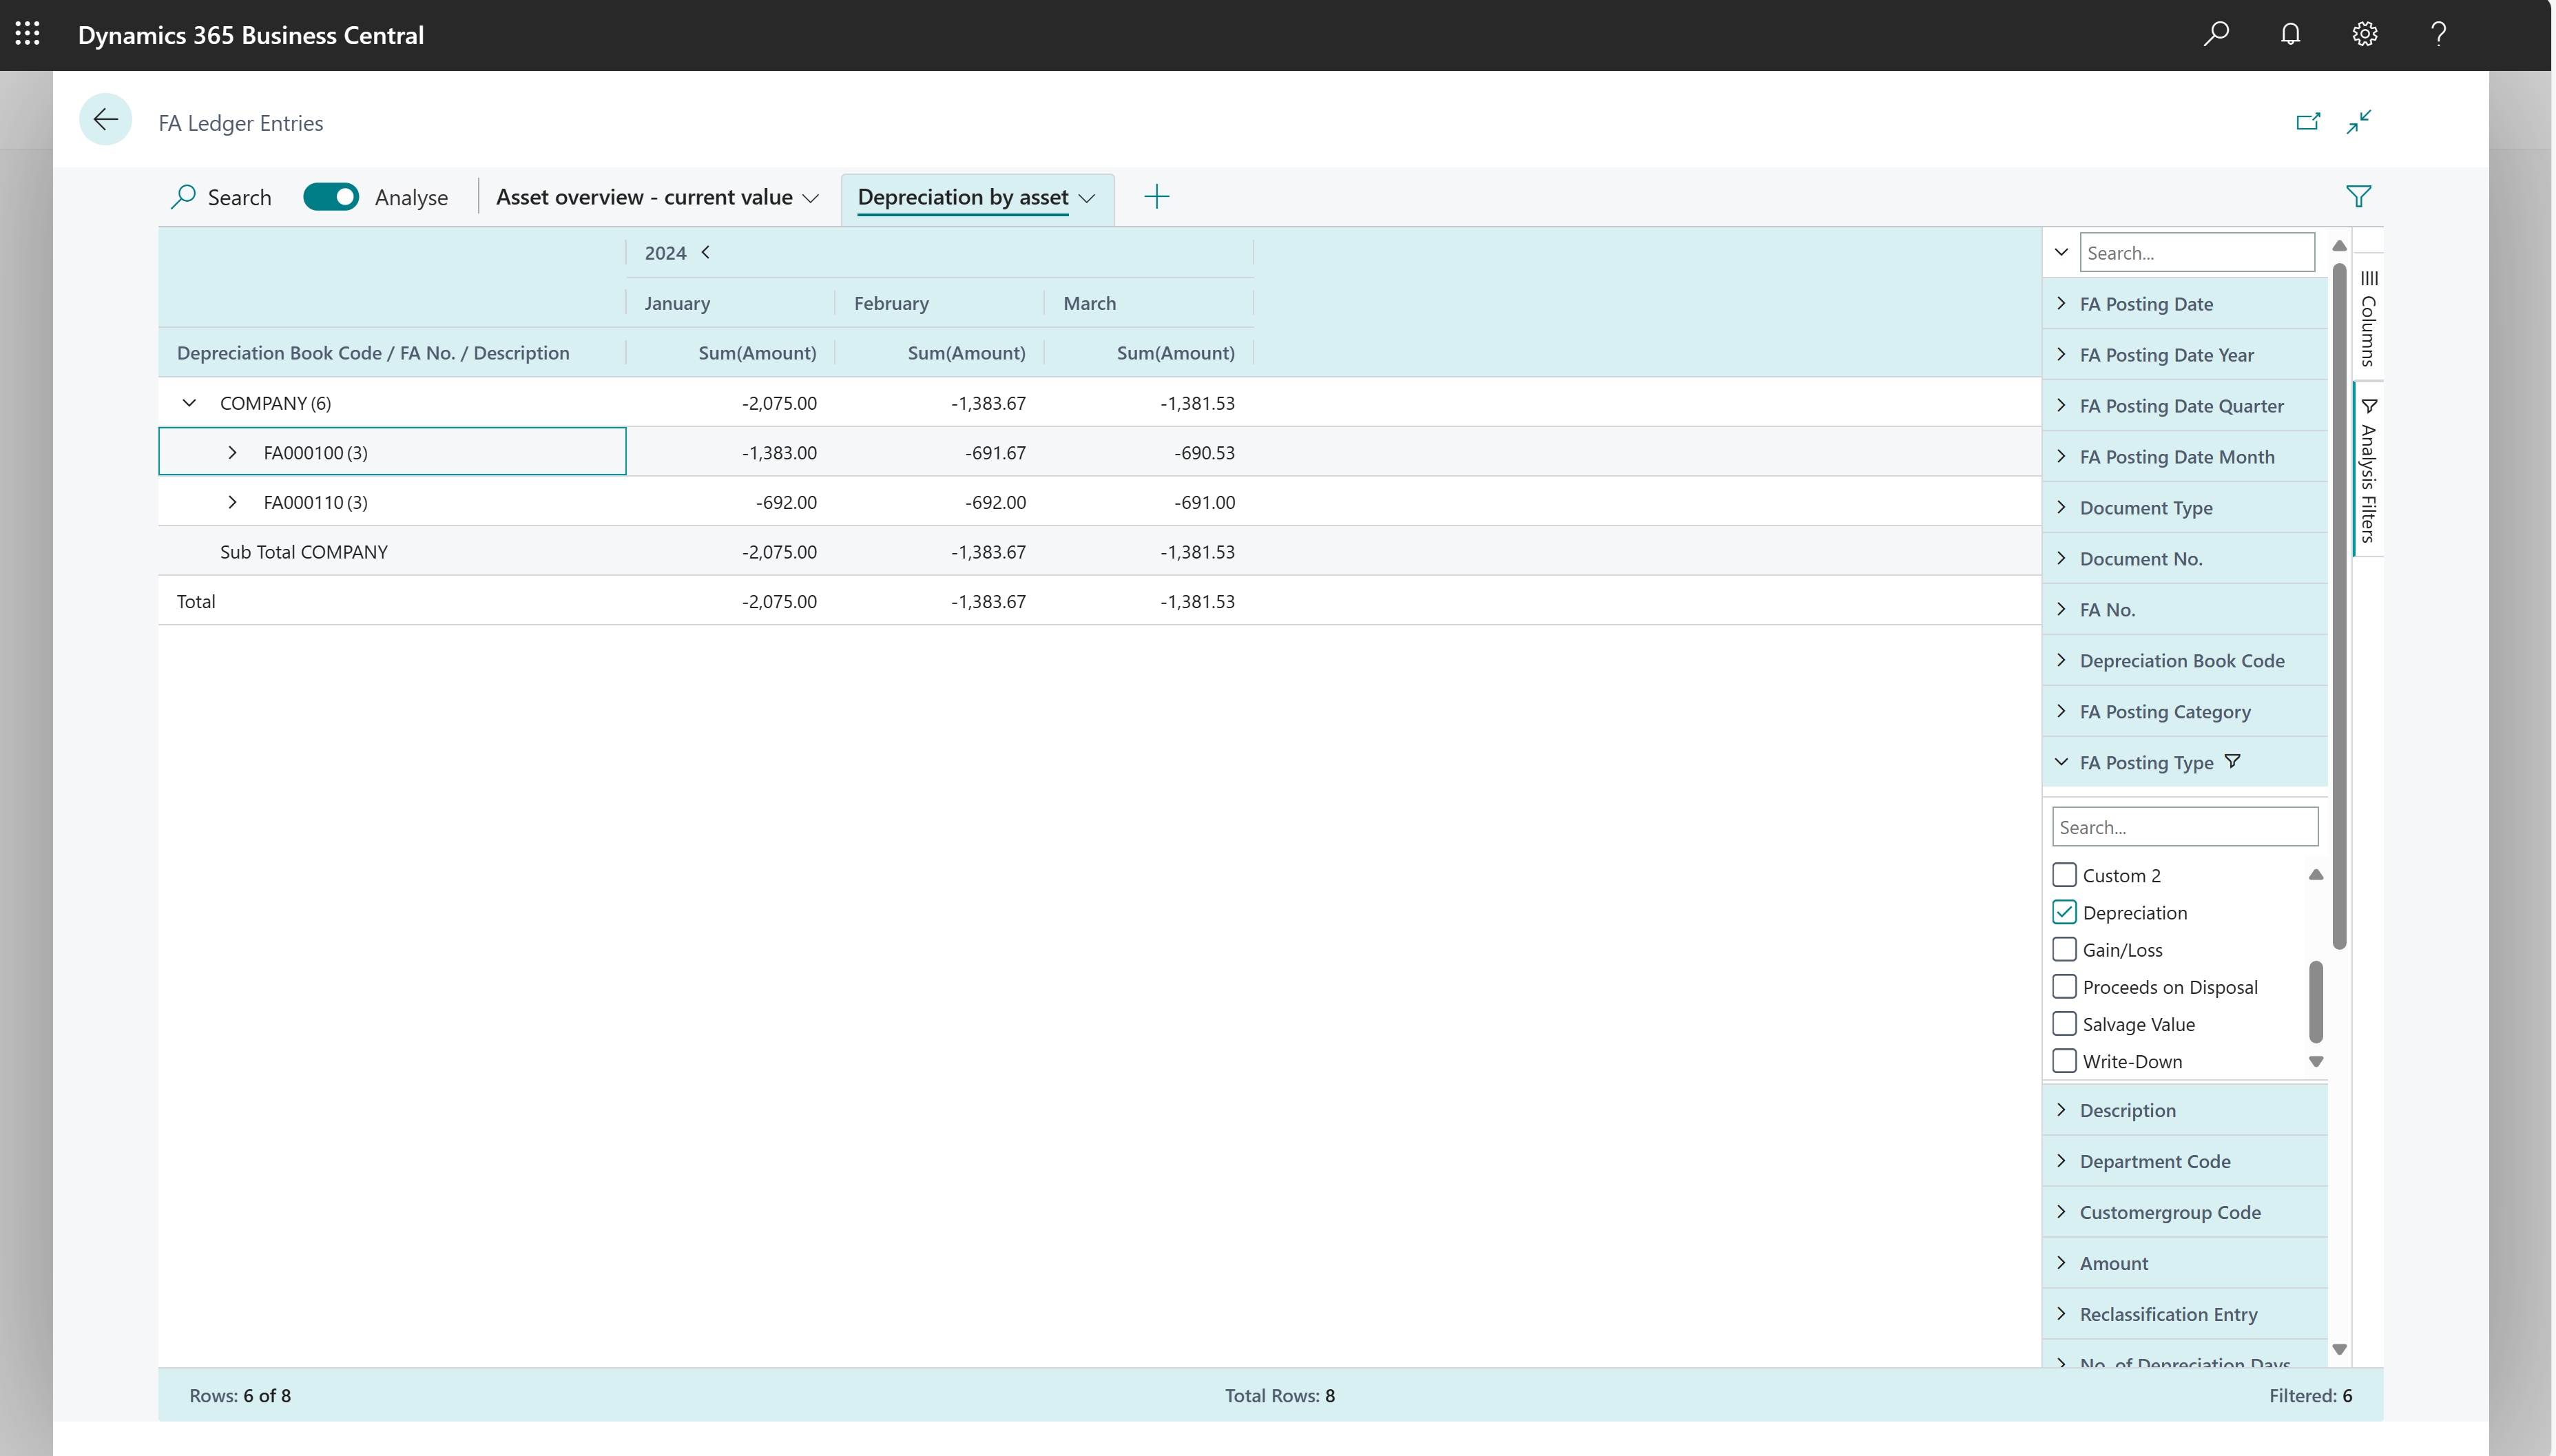 Dynamics 365 Business Central
FA Ledger Entries
Search Analyse Asset overview - current value Depreciation by asset
2024
January February March
Depreciation Book Code / FA No. / Description Sum(Amount) Sum(Amount) Sum(Amount)
COMPANY (6) -2,075.00 -1,383.67 -1,381.53
FA000100 (3) -1,383.00 -691.67 -690.53
FA000110 (3) -692.00 -692.00 -691.00
Sub Total COMPANY -2,075.00 -1,383.67 -1,381.53
Total -2,075.00 -1,383.67 -1,381.53
Search...
FA Posting Date
FA Posting Date Year
FA Posting Date Quarter
FA Posting Date Month
Document Type
Document No.
FA No.
Depreciation Book Code
FA Posting Category
FA Posting Type
Search...
Custom 2
Depreciation
Gain/Loss
Proceeds on Disposal
Salvage Value
Write-Down
Description
Department Code
Customergroup Code
Amount
Reclassification Entry
No. of Depreciation Days
Columns
Analysis Filters
Rows: 6 of 8 Total Rows: 8 Filtered: 6